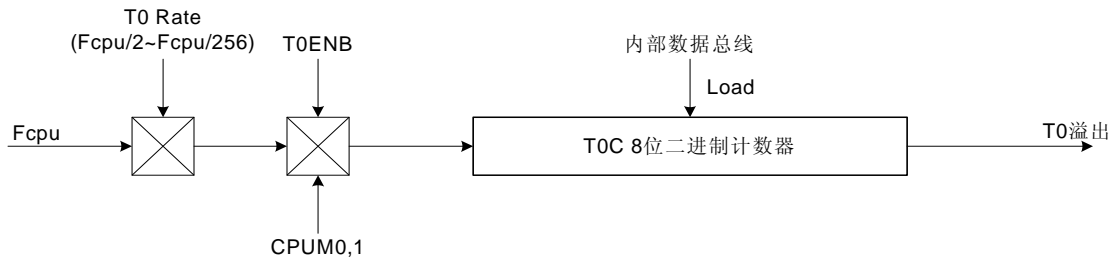 T0 Rate
(Fcpu/2~Fcpu/256)
T0ENB
内部数据总线
Load
Fcpu
T0C 8位二进制计数器
T0溢出
CPUM0,1